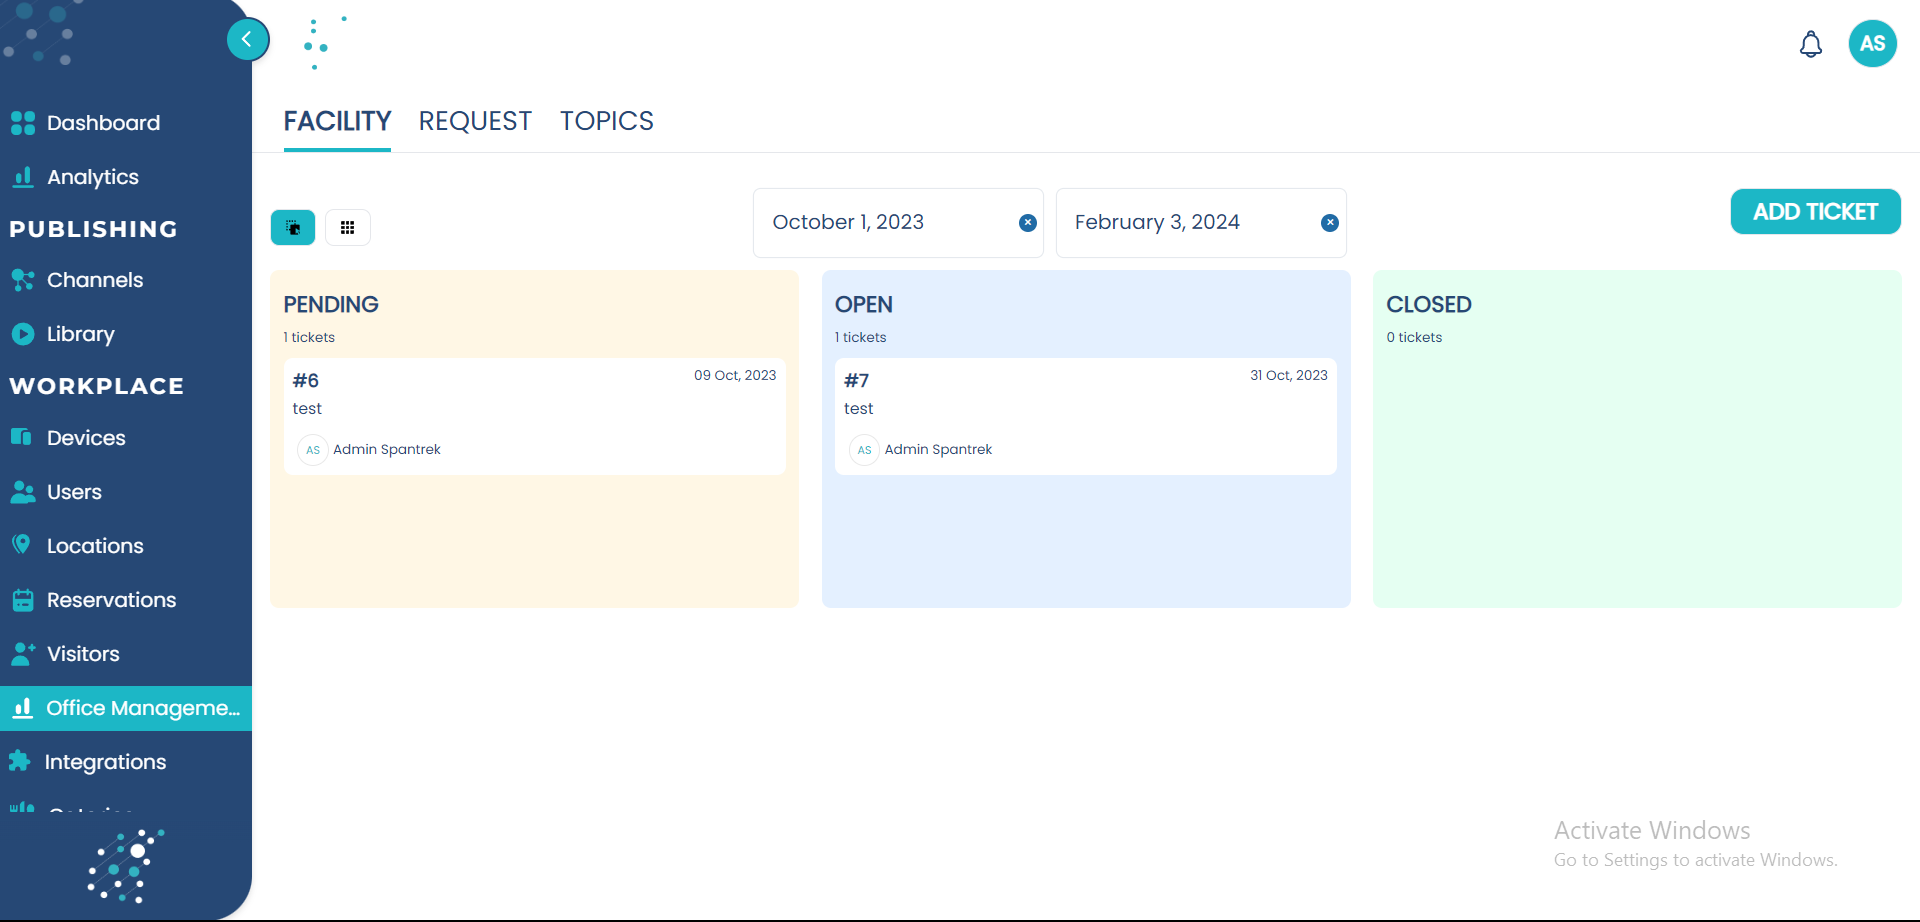 AS
Dashboard
Analytics
PUBLISHING
Channels
Library
WORKPLACE
Devices
Users
Locations
Reservations
Visitors
Office Manageme...
Integrations
FACILITY REQUEST TOPICS
October 1, 2023
February 3, 2024
ADD TICKET
PENDING
1 tickets
#6
09 Oct, 2023
test
AS Admin Spantrek
OPEN
1 tickets
#7
31 Oct, 2023
test
AS Admin Spantrek
CLOSED
0 tickets
Activate Windows
Go to Settings to activate Windows.